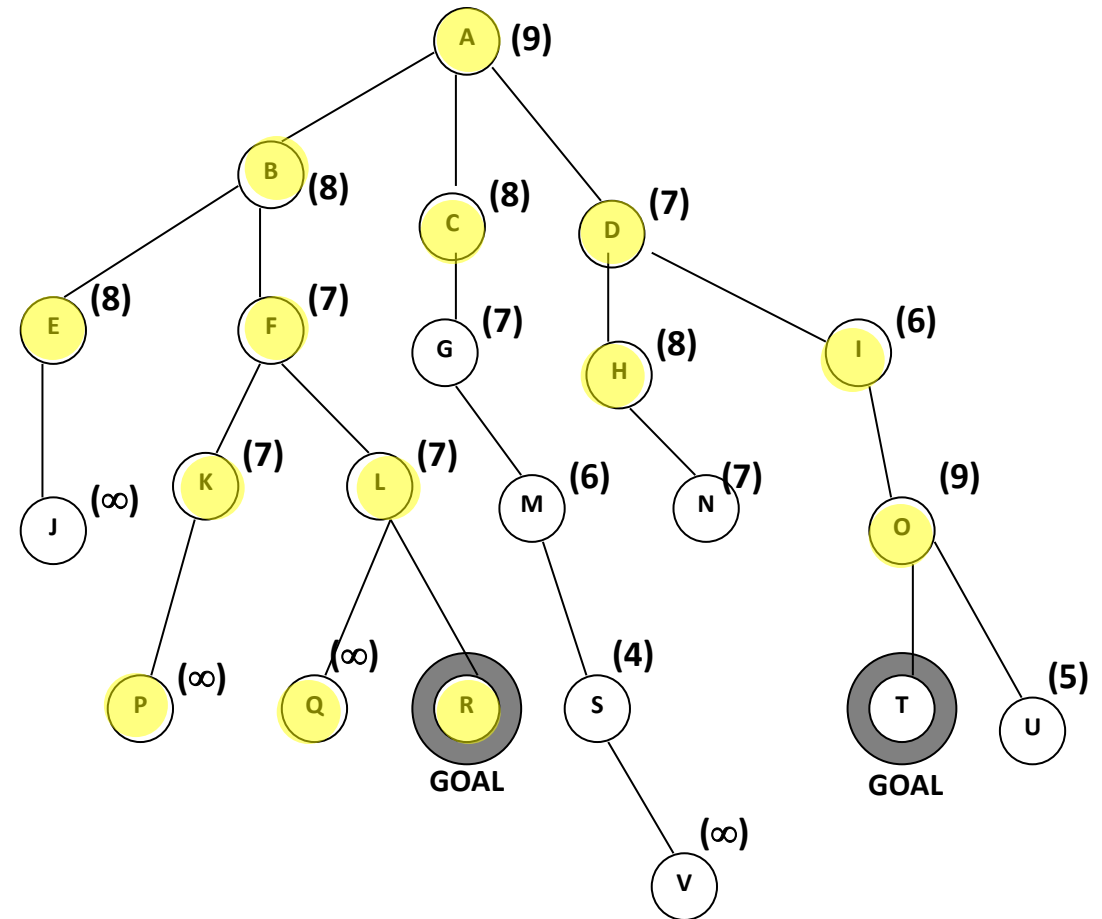 A (9)
B (8)
C (8)
D (7)
E (8)
F (7)
G (7)
H (8)
I (6)
K (7)
L (7)
M (6)
N (7)
O (9)
J (∞)
P (∞)
Q (∞)
R
GOAL
S (4)
T
GOAL
U (5)
V (∞)